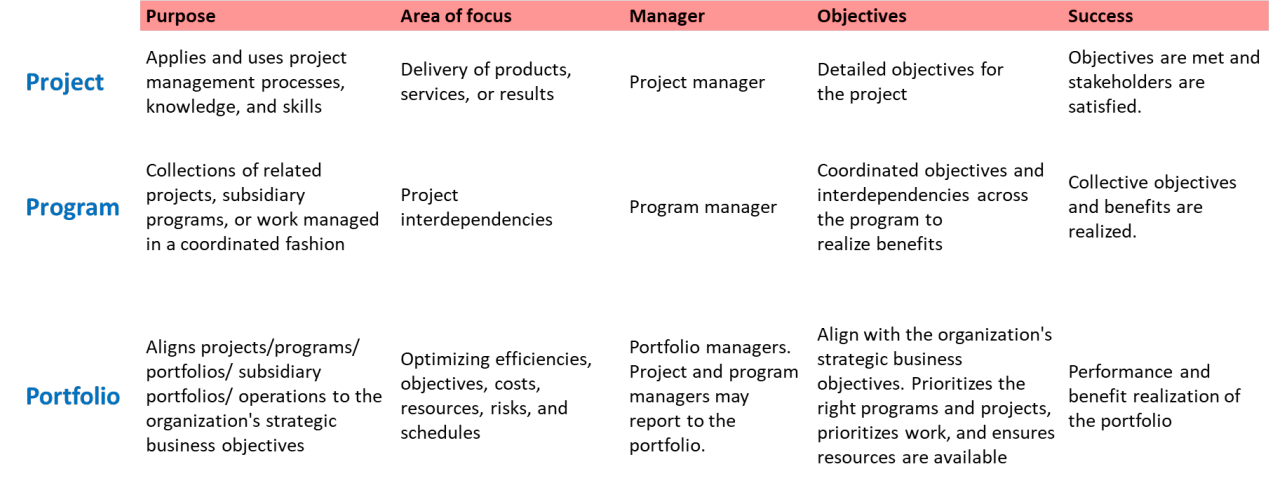 Purpose
Area of focus
Manager
Objectives
Success
Project
Applies and uses project
management processes,
knowledge, and skills
Delivery of products,
services, or results
Project manager
Detailed objectives for
the project
Objectives are met and
stakeholders are
satisfied.
Program
Collections of related
projects, subsidiary
programs, or work managed
in a coordinated fashion
Project
interdependencies
Program manager
Coordinated objectives and
interdependencies across
the program to
realize benefits
Collective objectives
and benefits are
realized.
Portfolio
Aligns projects/programs/
portfolios/ subsidiary
portfolios/ operations to the
organization's strategic
business objectives
Optimizing efficiencies,
objectives, costs,
resources, risks, and
schedules
Portfolio managers.
Project and program
managers may
report to the
portfolio.
Align with the organization's
strategic business
objectives. Prioritizes the
right programs and projects,
prioritizes work, and ensures
resources are available
Performance and
benefit realization of
the portfolio